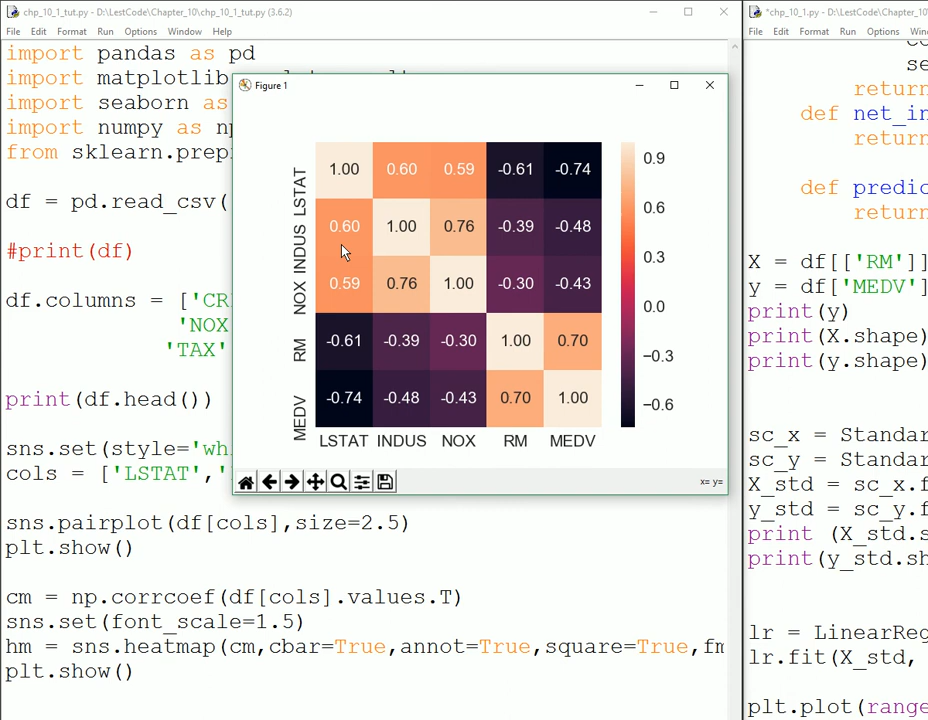 chp_10_1_tut.py - D:\LestCode\Chapter_10\chp_10_1_tut.py (3.6.2)
File Edit Format Run Options Window Help
import pandas as pd
import matplotlib
import seaborn as
import numpy as np
from sklearn.prep
df = pd.read_csv(
#print(df)
df.columns = ['CR
'NOX
'TAX'
print(df.head())
sns.set(style='wh
cols = ['LSTAT','
sns.pairplot(df[cols],size=2.5)
plt.show()
cm = np.corrcoef(df[cols].values.T)
sns.set(font_scale=1.5)
hm = sns.heatmap(cm,cbar=True,annot=True,square=True,fm
plt.show()
Figure 1
LSTAT 1.00 0.60 0.59 -0.61 -0.74
INDUS 0.60 1.00 0.76 -0.39 -0.48
NOX 0.59 0.76 1.00 -0.30 -0.43
RM -0.61 -0.39 -0.30 1.00 0.70
MEDV -0.74 -0.48 -0.43 0.70 1.00
LSTAT INDUS NOX RM MEDV
0.9
0.6
0.3
0.0
−0.3
−0.6
x= y=
*chp_10_1.py - D:\LestCode\Chapter_10
File Edit Format Run Options
se
return
def net_in
return
def predic
return
X = df[['RM']]
y = df['MEDV']
print(y)
print(X.shape)
print(y.shape)
sc_x = Standar
sc_y = Standar
X_std = sc_x.f
y_std = sc_y.f
print (X_std.s
print(y_std.sh
lr = LinearReg
lr.fit(X_std,
plt.plot(range